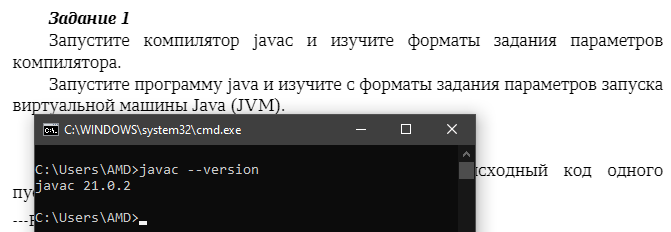 Задание 1
Запустите компилятор javac и изучите форматы задания параметров
компилятора.
Запустите программу java и изучите с форматы задания параметров запуска
виртуальной машины Java (JVM).
C:\WINDOWS\system32\cmd.exe
C:\Users\AMD>javac --version
javac 21.0.2
исходный код одного
C:\Users\AMD>